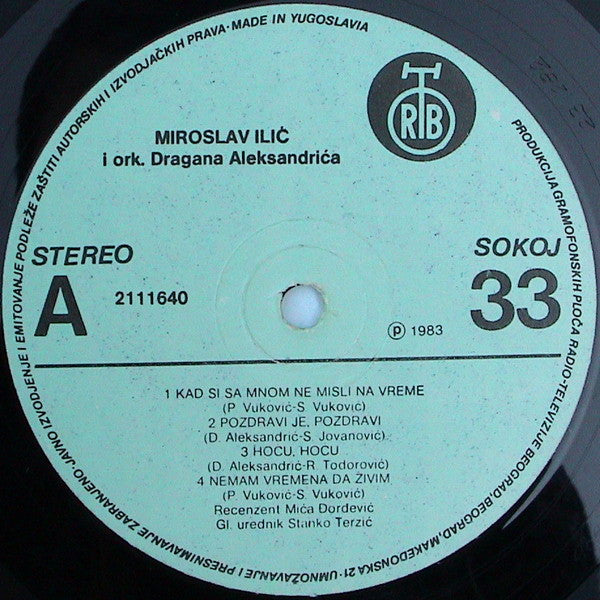 JAVNO IZVODJENJE I EMITOVANJE PODLEŽE ZAŠTITI AUTORSKIH I IZVODJAČKIH PRAVA · MADE IN YUGOSLAVIA
RTB
MIROSLAV ILIĆ
i ork. Dragana Aleksandrića
STEREO
SOKOJ
A
2111640
33
℗ 1983
1 KAD SI SA MNOM NE MISLI NA VREME
(P. Vuković-S. Vuković)
2 POZDRAVI JE, POZDRAVI
(D. Aleksandrić-S. Jovanović)
3 HOCU, HOCU
(D. Aleksandrić-R. Todorović)
4 NEMAM VREMENA DA ŽIVIM
(P. Vuković-S. Vuković)
Recenzent Mića Đorđević
Gl. urednik Stanko Terzić
PRODUKCIJA GRAMOFONSKIH PLOČA RADIO-TELEVIZIJE BEOGRAD, BEOGRAD, MAKEDONSKA 21 · UMNOŽAVANJE I PRESNIMAVANJE ZABRANJENO ·